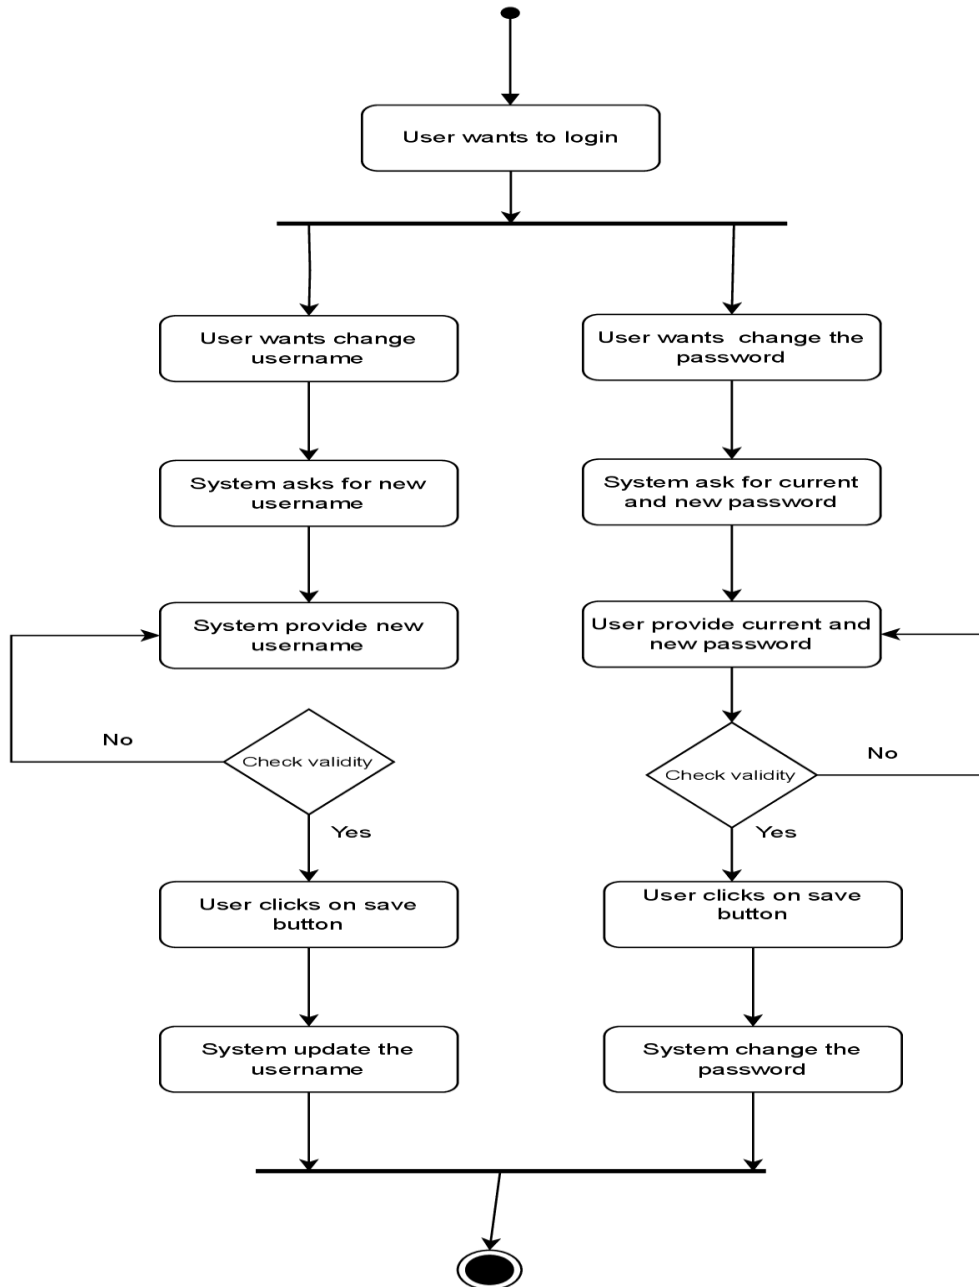 User wants to login
User wants change
username
User wants  change the
password
System asks for new
username
System ask for current
and new password
System provide new
username
User provide current and
new password
No
Check validity
No
Check validity
Yes
Yes
User clicks on save
button
User clicks on save
button
System update the
username
System change the
password